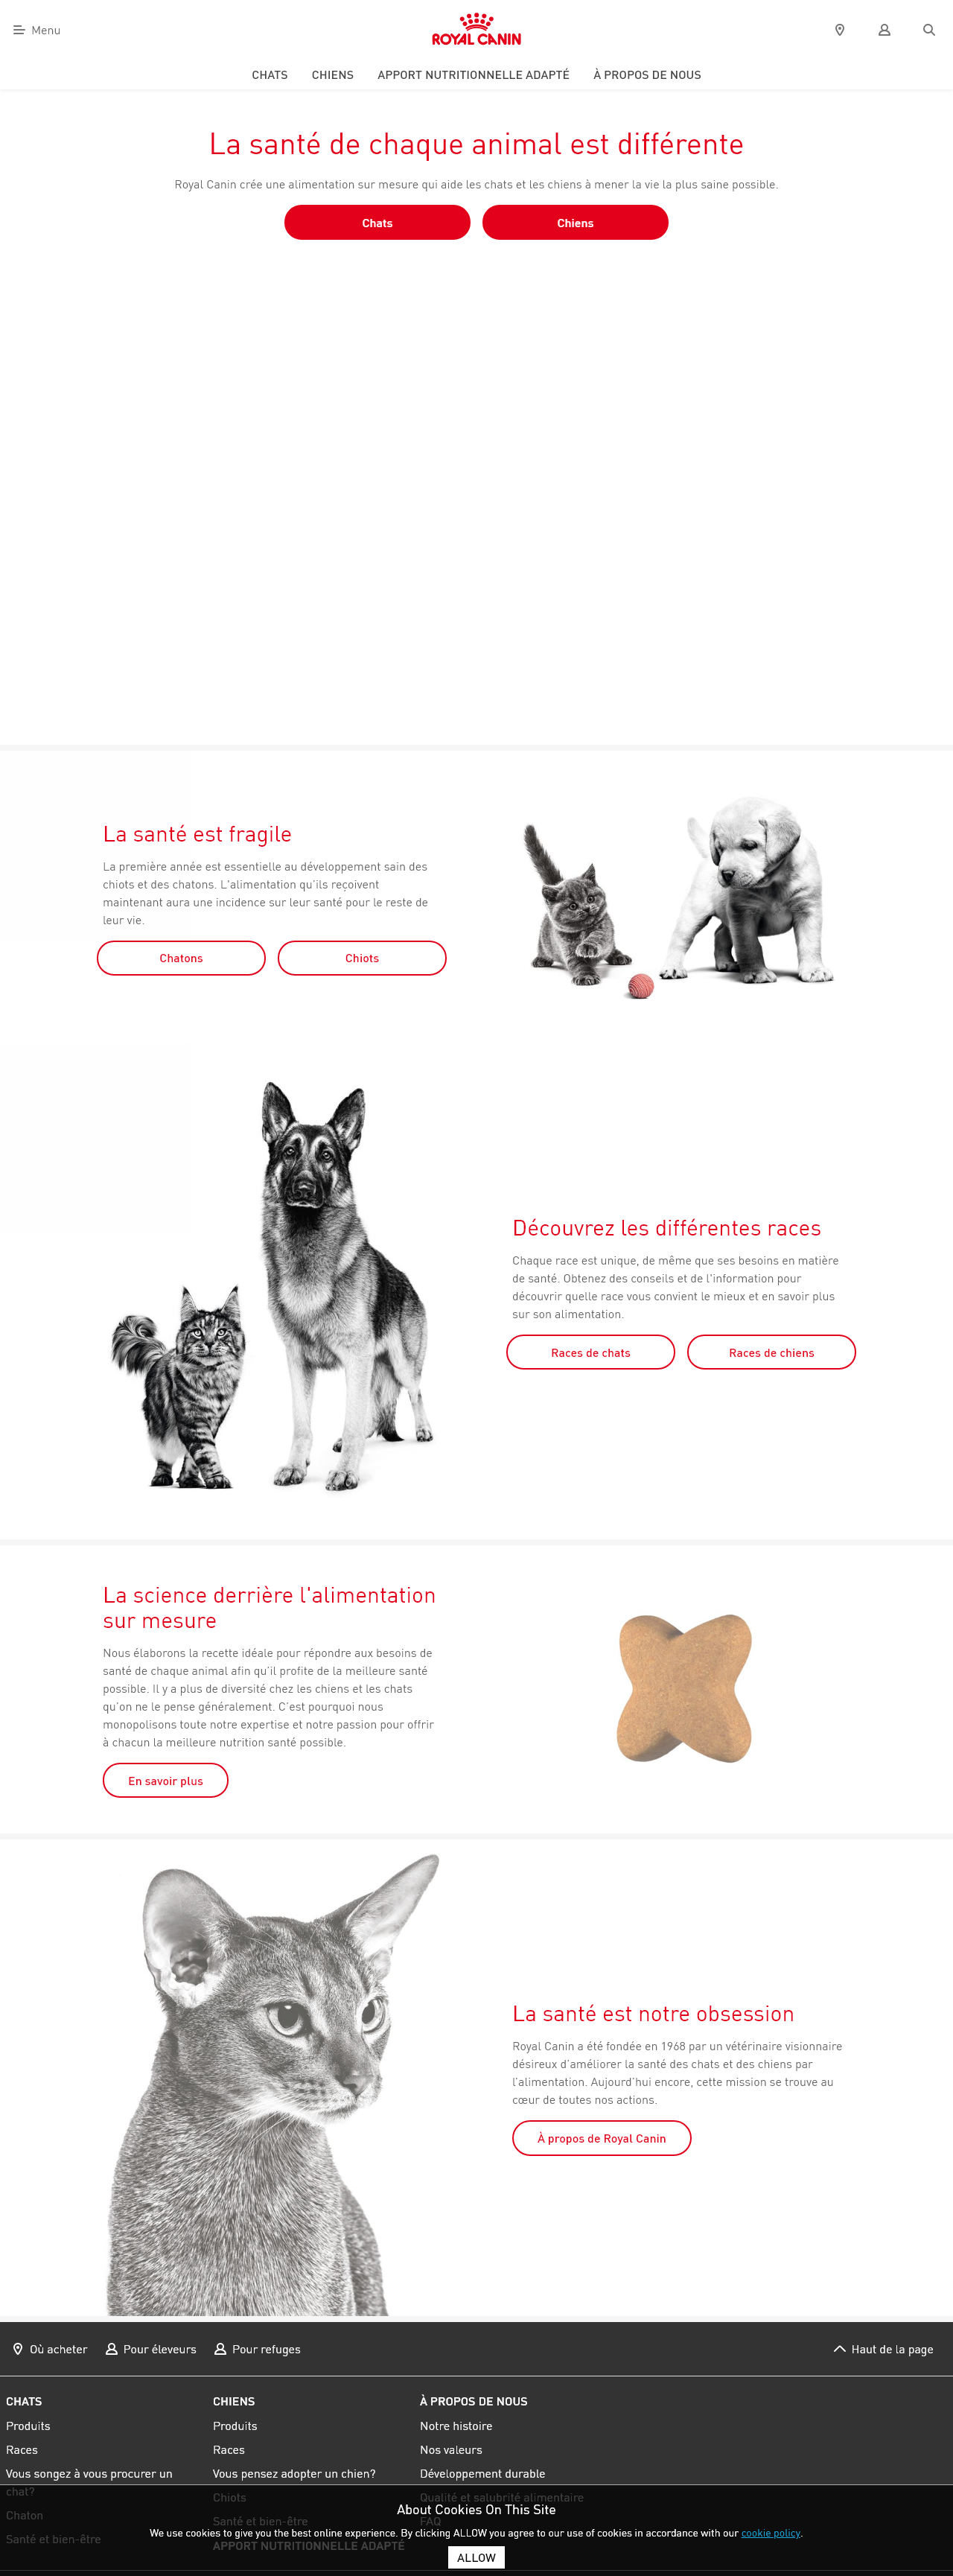 Menu
ROYAL CANIN
CHATS
CHIENS
APPORT NUTRITIONNELLE ADAPTÉ
À PROPOS DE NOUS
La santé de chaque animal est différente
Royal Canin crée une alimentation sur mesure qui aide les chats et les chiens à mener la vie la plus saine possible.
Chats
Chiens
La santé est fragile
La première année est essentielle au développement sain des
chiots et des chatons. L'alimentation qu'ils reçoivent
maintenant aura une incidence sur leur santé pour le reste de
leur vie.
Chatons
Chiots
Découvrez les différentes races
Chaque race est unique, de même que ses besoins en matière
de santé. Obtenez des conseils et de l'information pour
découvrir quelle race vous convient le mieux et en savoir plus
sur son alimentation.
Races de chats
Races de chiens
La science derrière l'alimentation
sur mesure
Nous élaborons la recette idéale pour répondre aux besoins de
santé de chaque animal afin qu'il profite de la meilleure santé
possible. Il y a plus de diversité chez les chiens et les chats
qu'on ne le pense généralement. C'est pourquoi nous
monopolisons toute notre expertise et notre passion pour offrir
à chacun la meilleure nutrition santé possible.
En savoir plus
La santé est notre obsession
Royal Canin a été fondée en 1968 par un vétérinaire visionnaire
désireux d'améliorer la santé des chats et des chiens par
l'alimentation. Aujourd'hui encore, cette mission se trouve au
cœur de toutes nos actions.
À propos de Royal Canin
Où acheter
Pour éleveurs
Pour refuges
Haut de la page
CHATS
Produits
Races
Vous songez à vous procurer un
chat?
Chaton
Santé et bien-être
CHIENS
Produits
Races
Vous pensez adopter un chien?
Chiots
Santé et bien-être
APPORT NUTRITIONNELLE ADAPTÉ
À PROPOS DE NOUS
Notre histoire
Nos valeurs
Développement durable
Qualité et salubrité alimentaire
FAQ
About Cookies On This Site
We use cookies to give you the best online experience. By clicking ALLOW you agree to our use of cookies in accordance with our cookie policy.
ALLOW